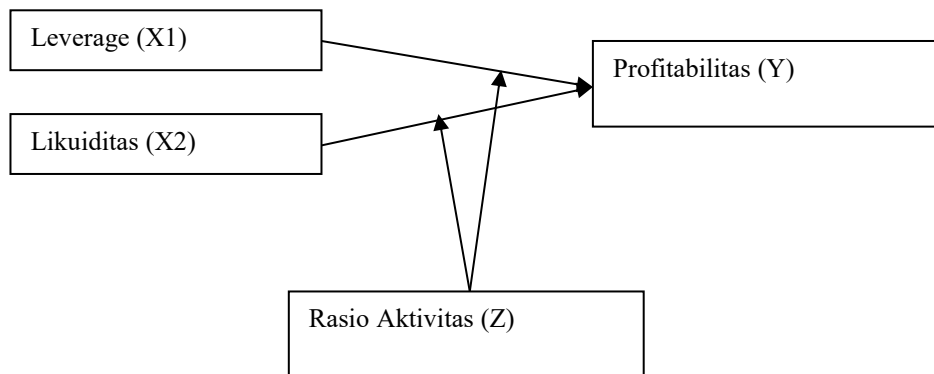 Leverage (X1)
Profitabilitas (Y)
Likuiditas (X2)
Rasio Aktivitas (Z)